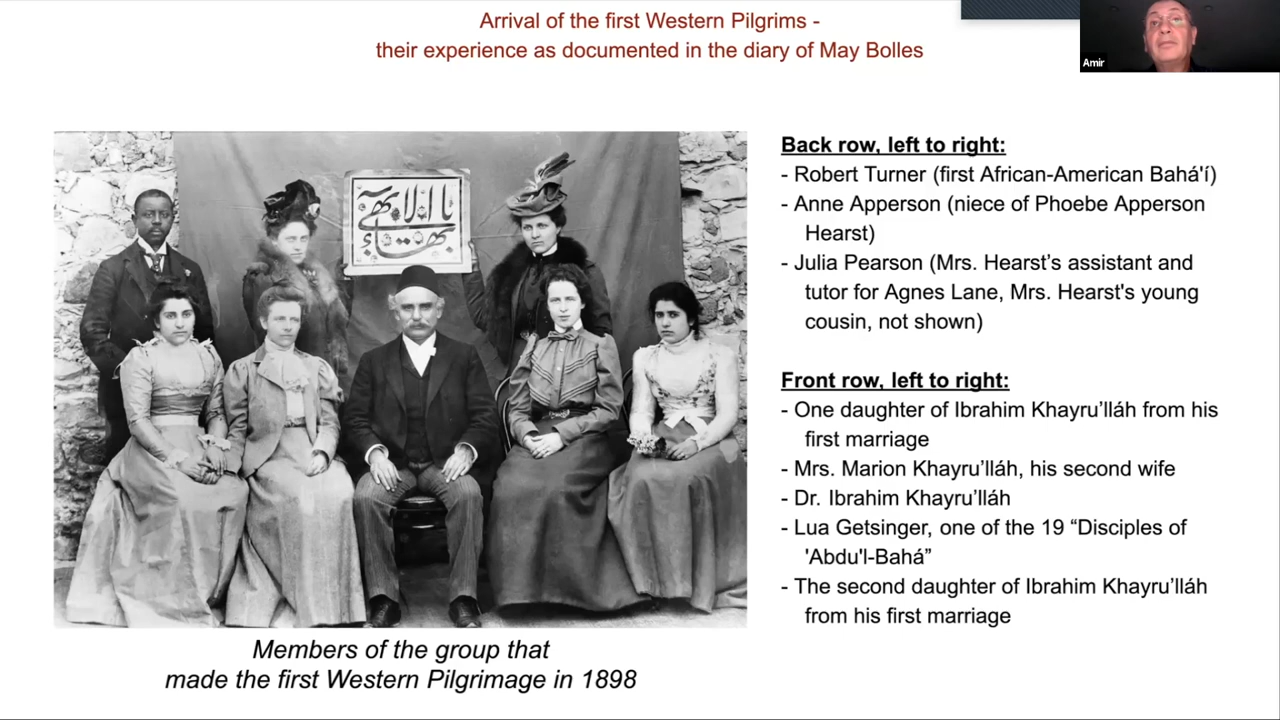 Arrival of the first Western Pilgrims -
their experience as documented in the diary of May Bolles
Amir
يا بهاء الابهى
Back row, left to right:
- Robert Turner (first African-American Bahá'í)
- Anne Apperson (niece of Phoebe Apperson
Hearst)
- Julia Pearson (Mrs. Hearst’s assistant and
tutor for Agnes Lane, Mrs. Hearst's young
cousin, not shown)
Front row, left to right:
- One daughter of Ibrahim Khayru’lláh from his
first marriage
- Mrs. Marion Khayru’lláh, his second wife
- Dr. Ibrahim Khayru’lláh
- Lua Getsinger, one of the 19 “Disciples of
'Abdu'l-Bahá”
- The second daughter of Ibrahim Khayru’lláh
from his first marriage
Members of the group that
made the first Western Pilgrimage in 1898